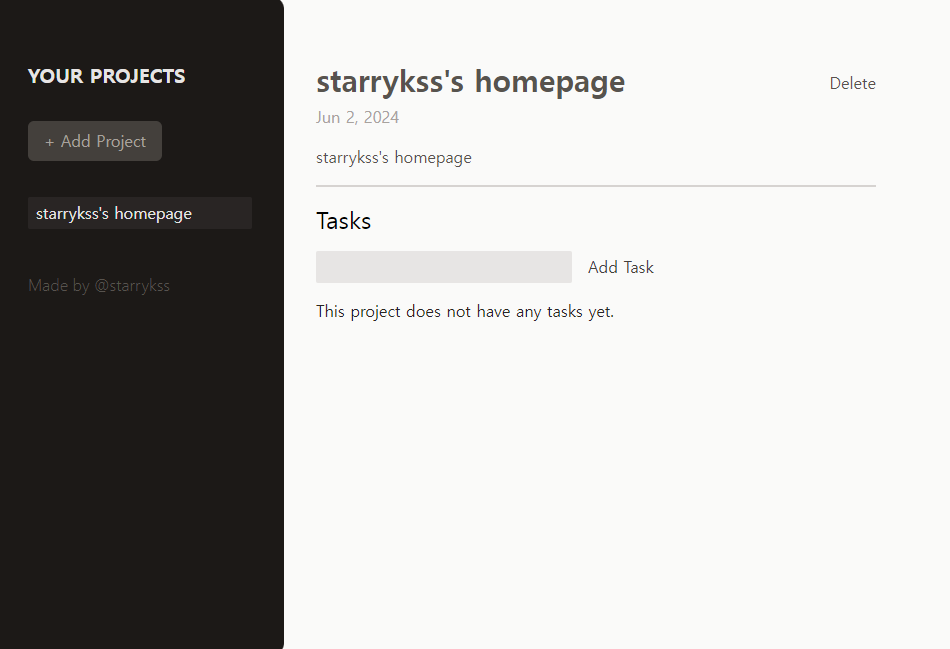 YOUR PROJECTS
+ Add Project
starrykss's homepage
Made by @starrykss
starrykss's homepage
Delete
Jun 2, 2024
starrykss's homepage
Tasks
Add Task
This project does not have any tasks yet.